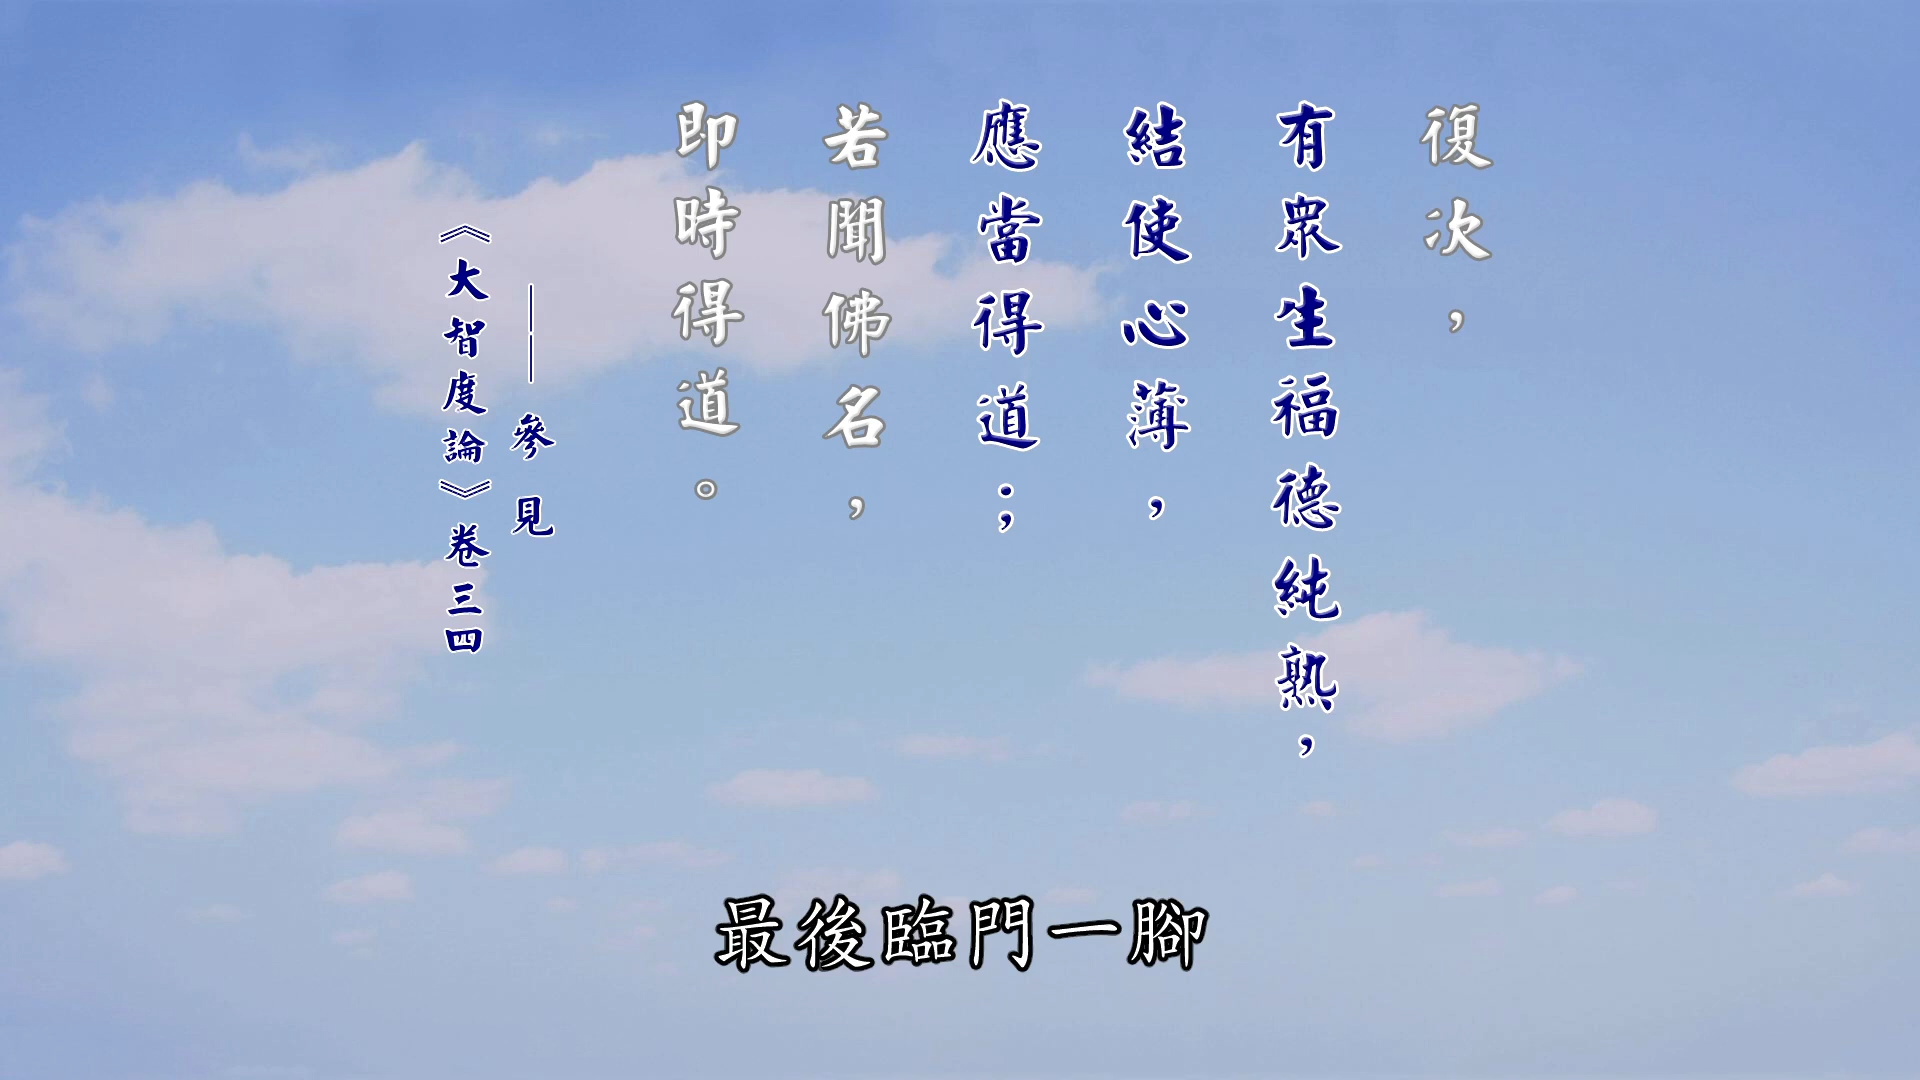 復次，
有眾生福德純熟，
結使心薄，
應當得道；
若聞佛名，
即時得道。
——參見
《大智度論》卷三四
最後臨門一腳